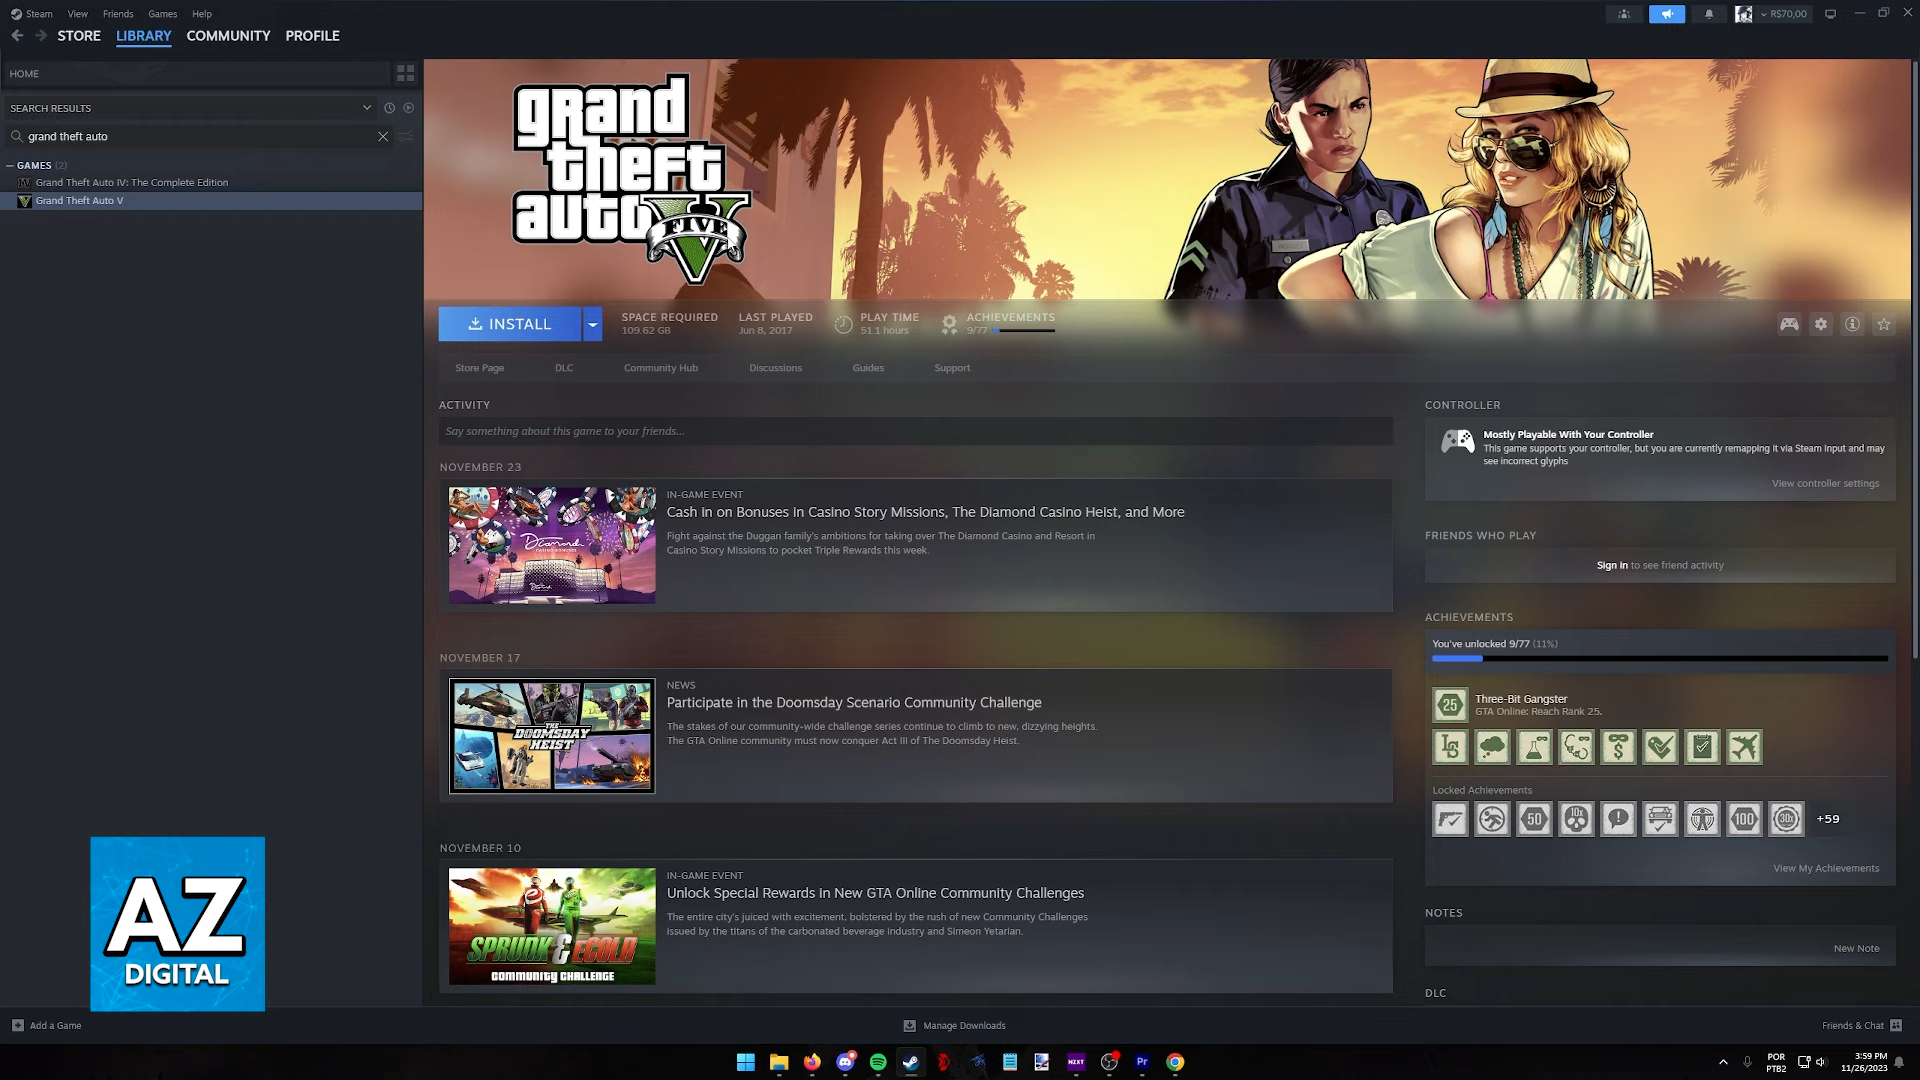 Steam View Friends Games Help
R$70,00
STORE LIBRARY COMMUNITY PROFILE
HOME
SEARCH RESULTS
grand theft auto
GAMES (2)
Grand Theft Auto IV: The Complete Edition
Grand Theft Auto V
grand
theft
auto
FIVE
V
INSTALL
SPACE REQUIRED
109.62 GB
LAST PLAYED
Jun 8, 2017
PLAY TIME
51.1 hours
ACHIEVEMENTS
9/77
Store Page DLC Community Hub Discussions Guides Support
ACTIVITY
Say something about this game to your friends...
NOVEMBER 23
IN-GAME EVENT
Cash in on Bonuses in Casino Story Missions, The Diamond Casino Heist, and More
Fight against the Duggan family's ambitions for taking over The Diamond Casino and Resort in
Casino Story Missions to pocket Triple Rewards this week.
Diamond
NOVEMBER 17
NEWS
Participate in the Doomsday Scenario Community Challenge
The stakes of our community-wide challenge series continue to climb to new, dizzying heights.
The GTA Online community must now conquer Act III of The Doomsday Heist.
THE
DOOMSDAY
HEIST
NOVEMBER 10
IN-GAME EVENT
Unlock Special Rewards in New GTA Online Community Challenges
The entire city's juiced with excitement, bolstered by the rush of new Community Challenges
issued by the titans of the carbonated beverage industry and Simeon Yetarian.
SPRUNK & ECOLA
COMMUNITY CHALLENGE
CONTROLLER
Mostly Playable With Your Controller
This game supports your controller, but you are currently remapping it via Steam Input and may
see incorrect glyphs
View controller settings
FRIENDS WHO PLAY
Sign in to see friend activity
ACHIEVEMENTS
You've unlocked 9/77 (11%)
25
Three-Bit Gangster
GTA Online: Reach Rank 25.
LS
$
Locked Achievements
50
10x
100
30x
+59
View My Achievements
NOTES
New Note
DLC
AZ
DIGITAL
Add a Game
Manage Downloads
Friends & Chat
NZXT
Pr
POR
PTB2
3:59 PM
11/26/2023